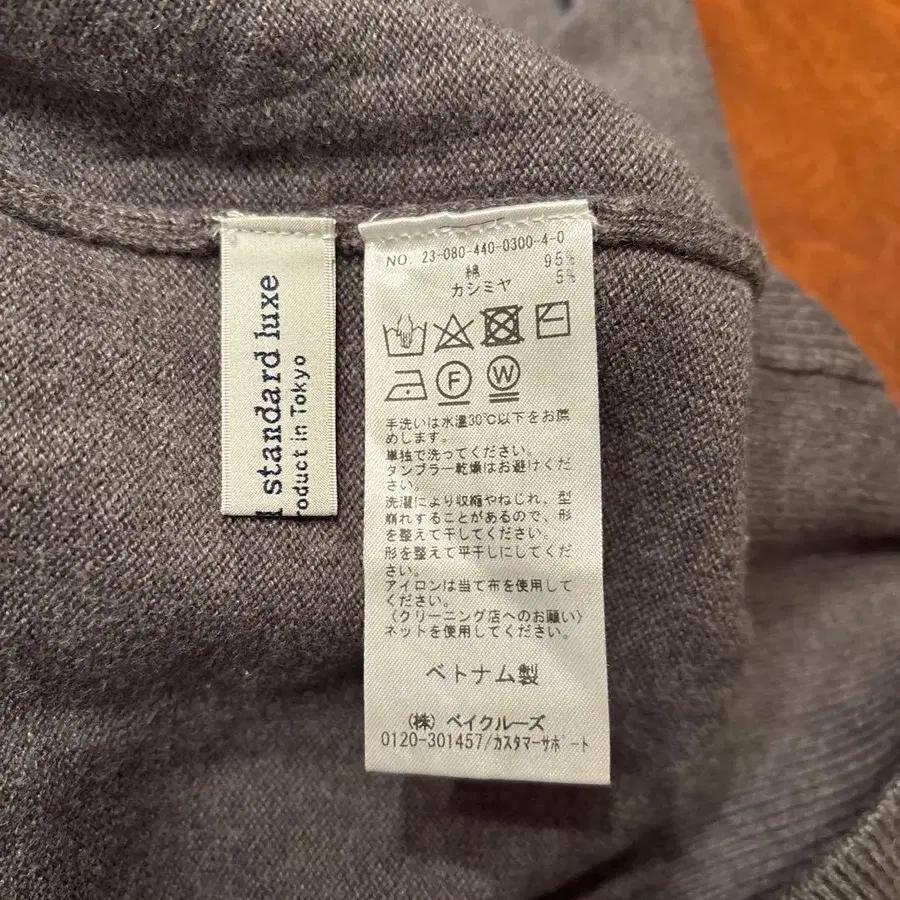 standard luxe
roduct in Tokyo
NO. 23-080-440-0300-4-0
綿 95%
カシミヤ 5%
F W
手洗いは水温30℃以下をお薦
めします。
単独で洗ってください。
タンブラー乾燥はお避けくだ
さい。
洗濯により収縮やねじれ、型
崩れすることがあるので、形
を整えて干してください。
形を整えて平干しにしてくだ
さい。
アイロンは当て布を使用して
ください。
〈クリーニング店へのお願い〉
ネットを使用してください。
ベトナム製
(株) ベイクルーズ
0120-301457/カスタマーサポート